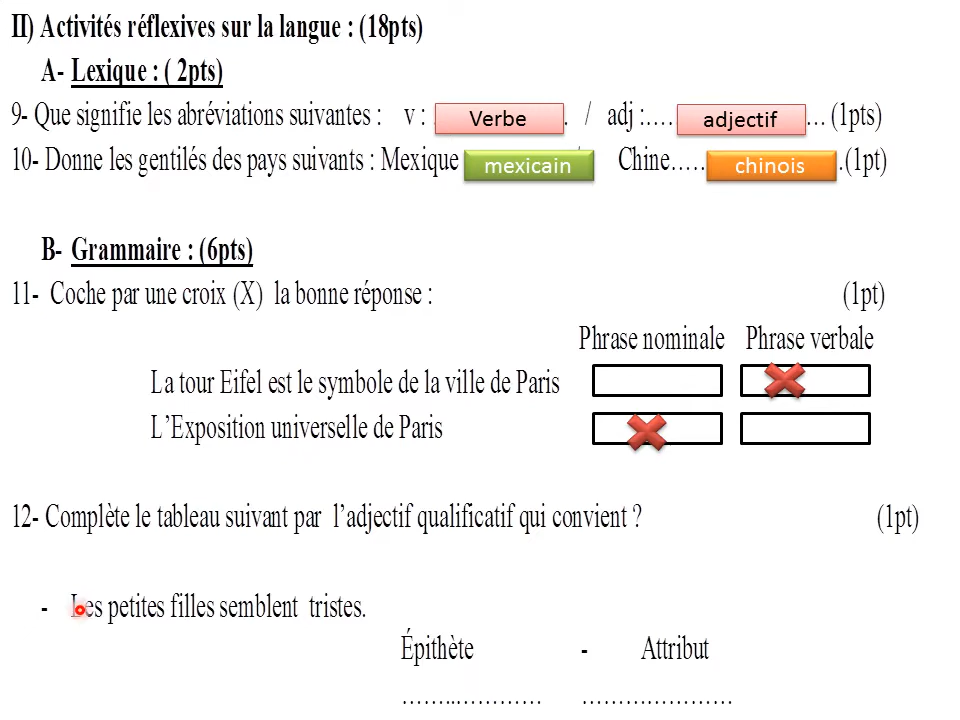 II) Activités réflexives sur la langue : (18pts)
A- Lexique : ( 2pts)
9- Que signifie les abréviations suivantes : v : Verbe . / adj :.... adjectif ... (1pts)
10- Donne les gentilés des pays suivants : Mexique mexicain / Chine..... chinois .(1pt)
B- Grammaire : (6pts)
11- Coche par une croix (X) la bonne réponse : (1pt)
Phrase nominale Phrase verbale
La tour Eifel est le symbole de la ville de Paris
L'Exposition universelle de Paris
12- Complète le tableau suivant par l'adjectif qualificatif qui convient ? (1pt)
- Les petites filles semblent tristes.
Épithète - Attribut
………………… …………………